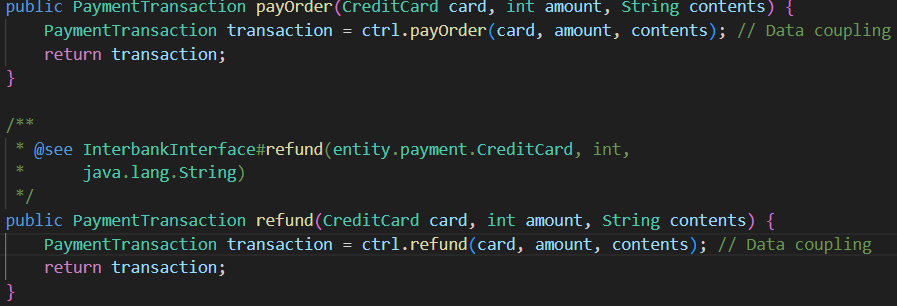 public PaymentTransaction payOrder(CreditCard card, int amount, String contents) {
    PaymentTransaction transaction = ctrl.payOrder(card, amount, contents); // Data coupling
    return transaction;
}

/**
 * @see InterbankInterface#refund(entity.payment.CreditCard, int,
 *      java.lang.String)
 */
public PaymentTransaction refund(CreditCard card, int amount, String contents) {
    PaymentTransaction transaction = ctrl.refund(card, amount, contents); // Data coupling
    return transaction;
}